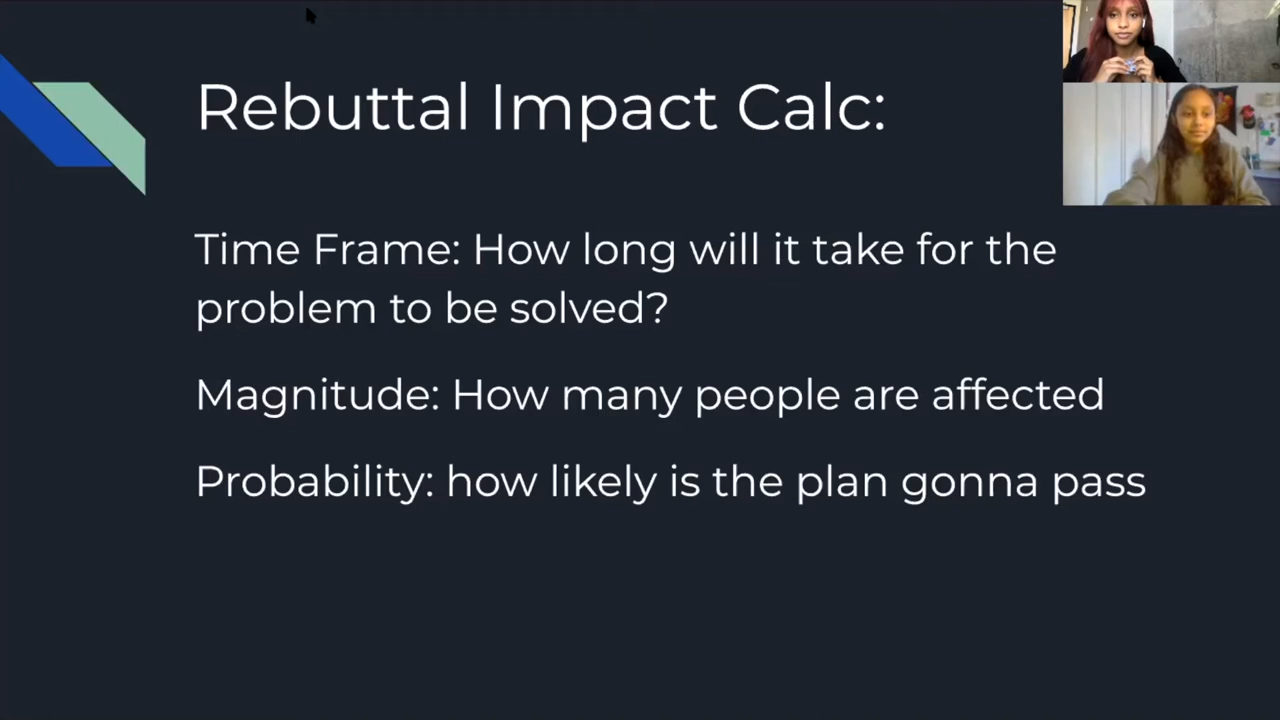 Rebuttal Impact Calc:
Time Frame: How long will it take for the
problem to be solved?
Magnitude: How many people are affected
Probability: how likely is the plan gonna pass